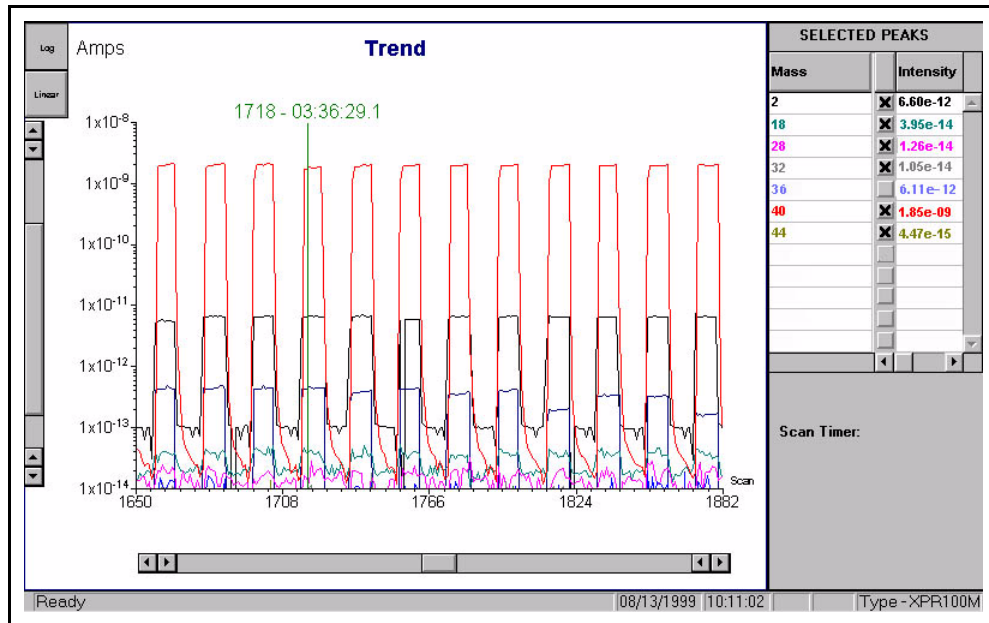 Log
Linear
Amps
Trend
1718 - 03:36:29.1
1x10-8
1x10-9
1x10-10
1x10-11
1x10-12
1x10-13
1x10-14
1650
1708
1766
1824
1882
Scan
SELECTED PEAKS
Mass Intensity
2 6.60e-12
18 3.95e-14
28 1.26e-14
32 1.05e-14
36 6.11e-12
40 1.85e-09
44 4.47e-15
Scan Timer:
Ready
08/13/1999 10:11:02
Type - XPR100M